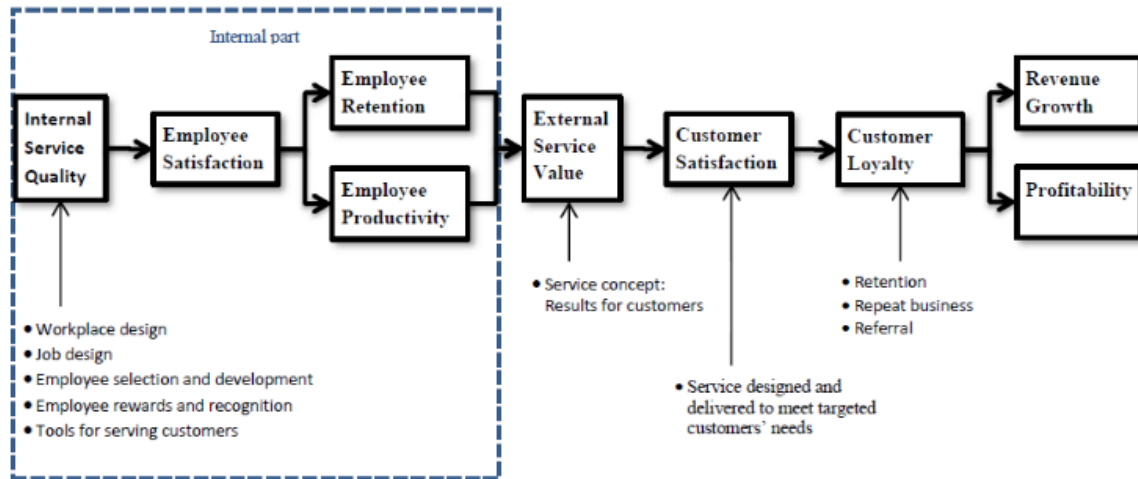 Internal part
Internal
Service
Quality
Employee
Satisfaction
Employee
Retention
Employee
Productivity
External
Service
Value
Customer
Satisfaction
Customer
Loyalty
Revenue
Growth
Profitability
• Workplace design
• Job design
• Employee selection and development
• Employee rewards and recognition
• Tools for serving customers
• Service concept:
Results for customers
• Service designed and
delivered to meet targeted
customers’ needs
• Retention
• Repeat business
• Referral